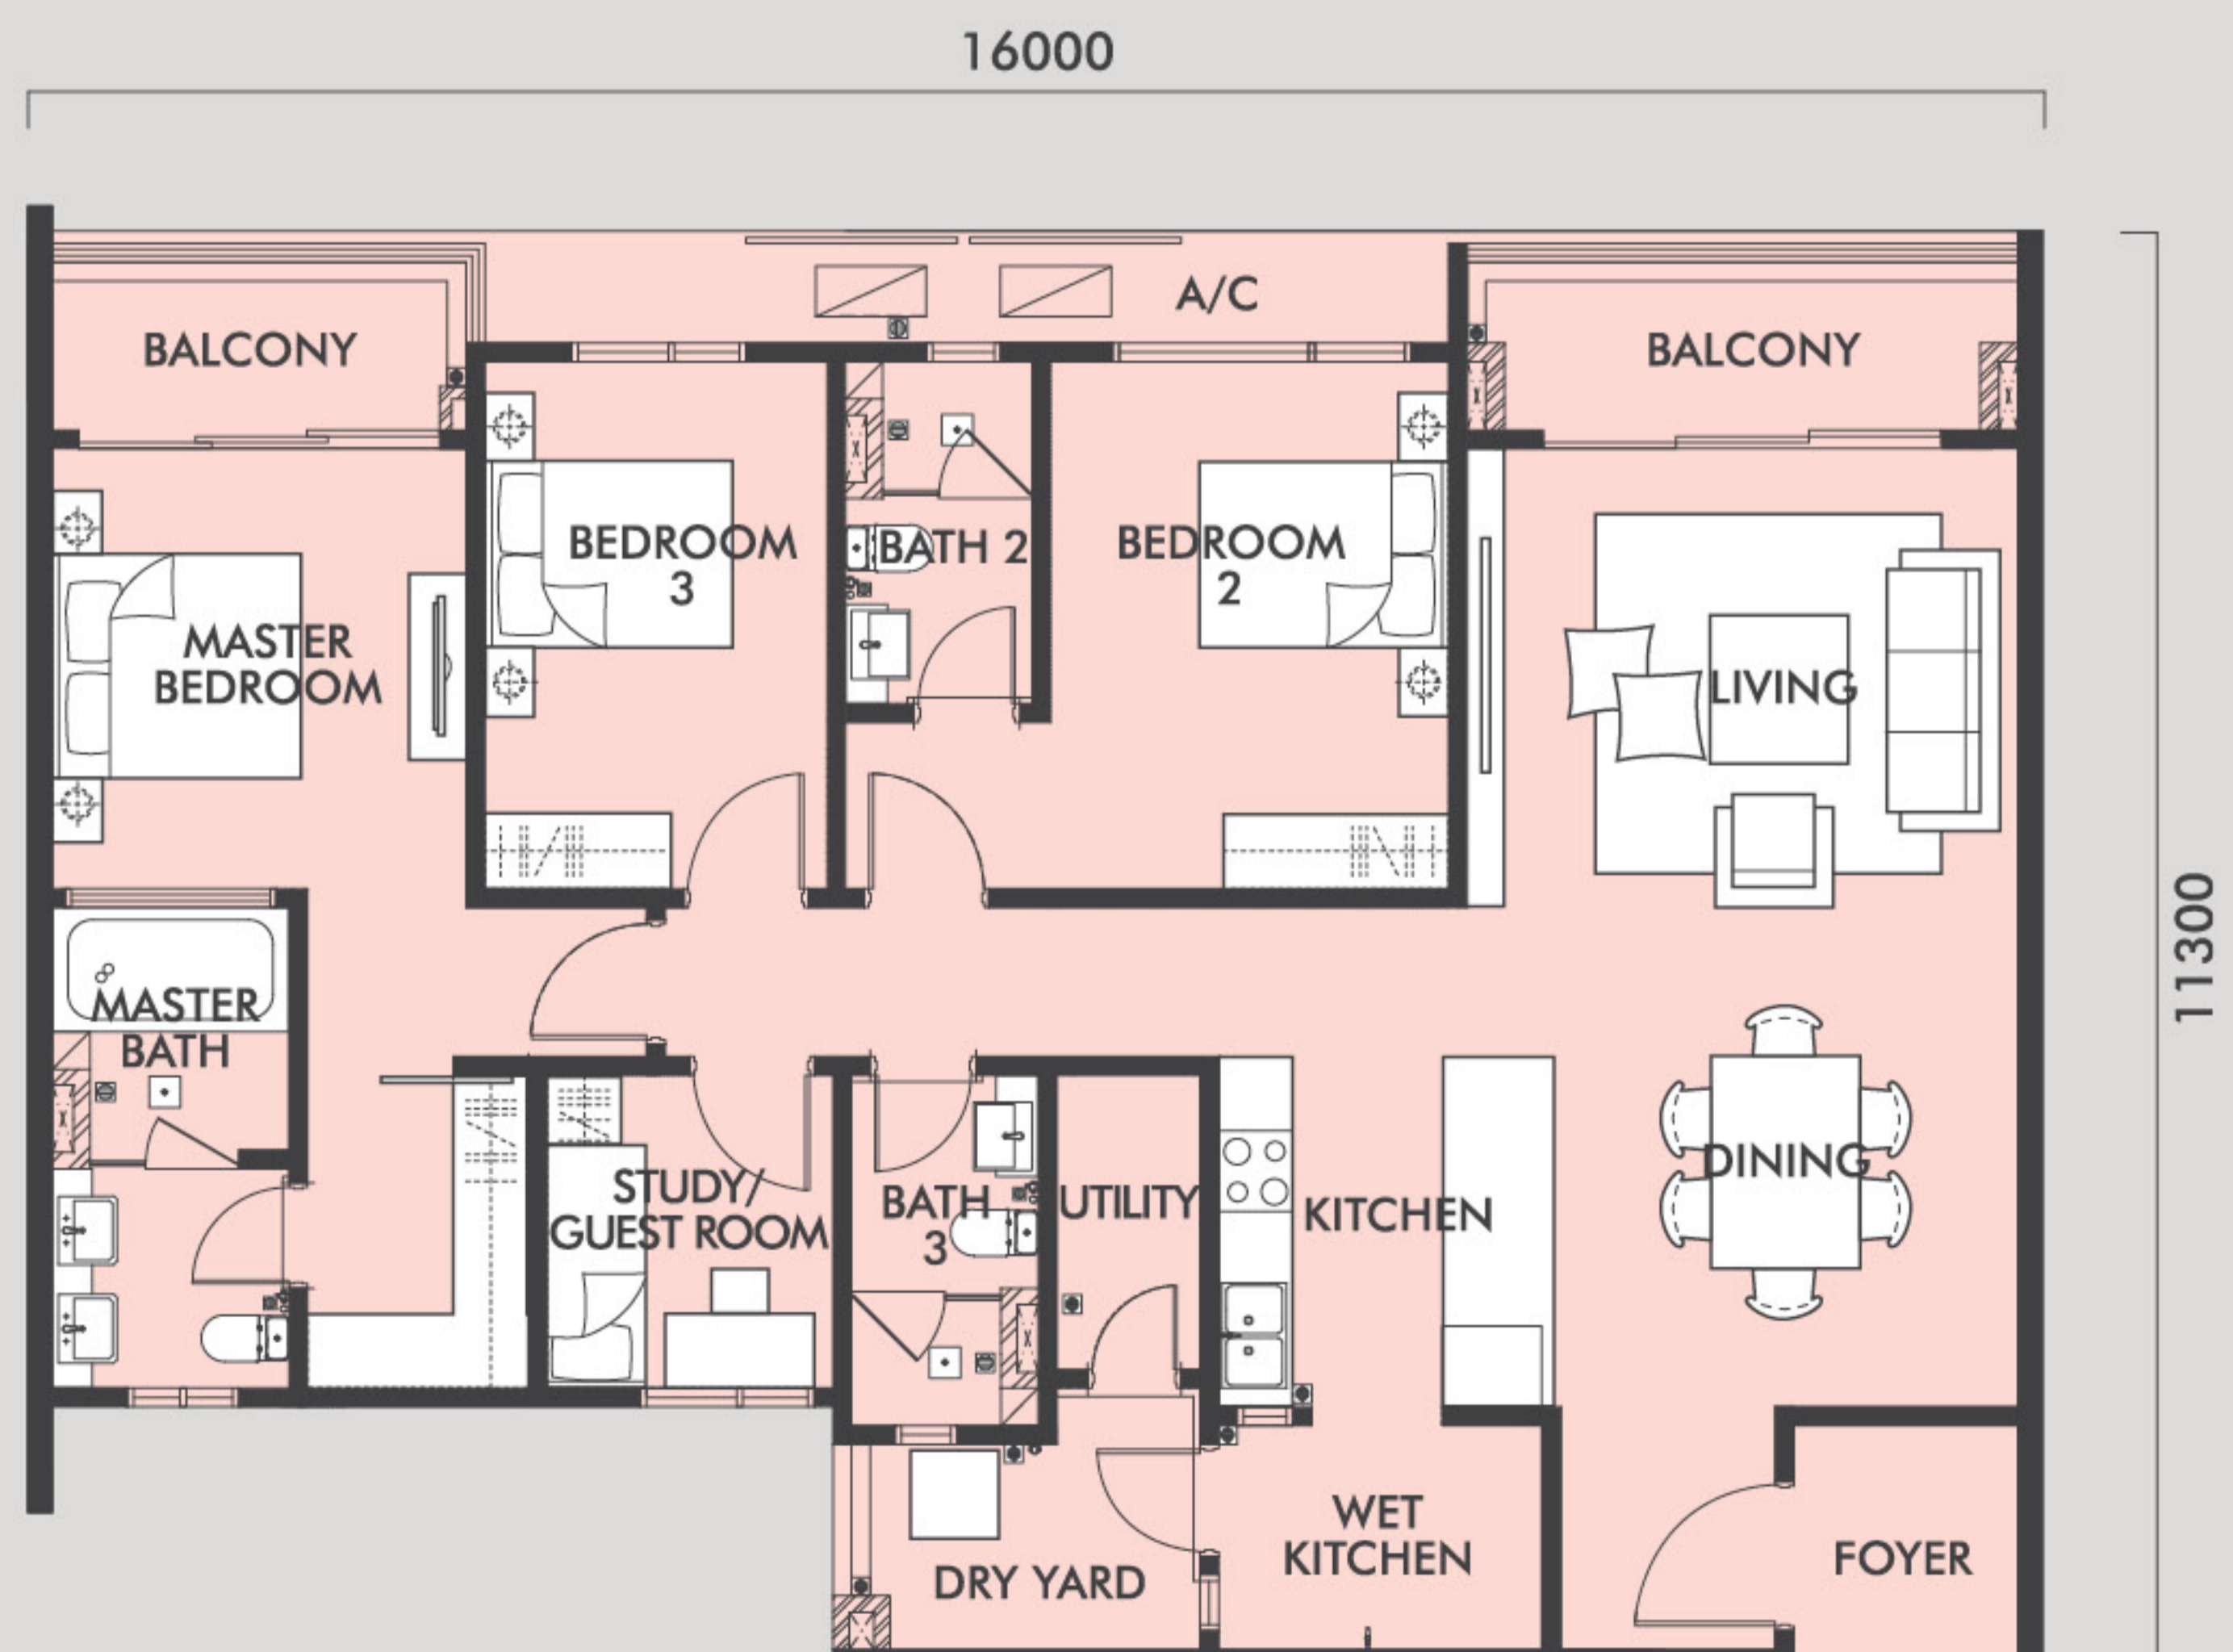 16000
A/C
BALCONY
BALCONY
BEDROOM
3
BATH 2
BEDROOM
2
MASTER
BEDROOM
LIVING
11300
MASTER
BATH
DINING
STUDY/
GUEST ROOM
BATH
3
UTILITY
KITCHEN
WET
KITCHEN
DRY YARD
FOYER